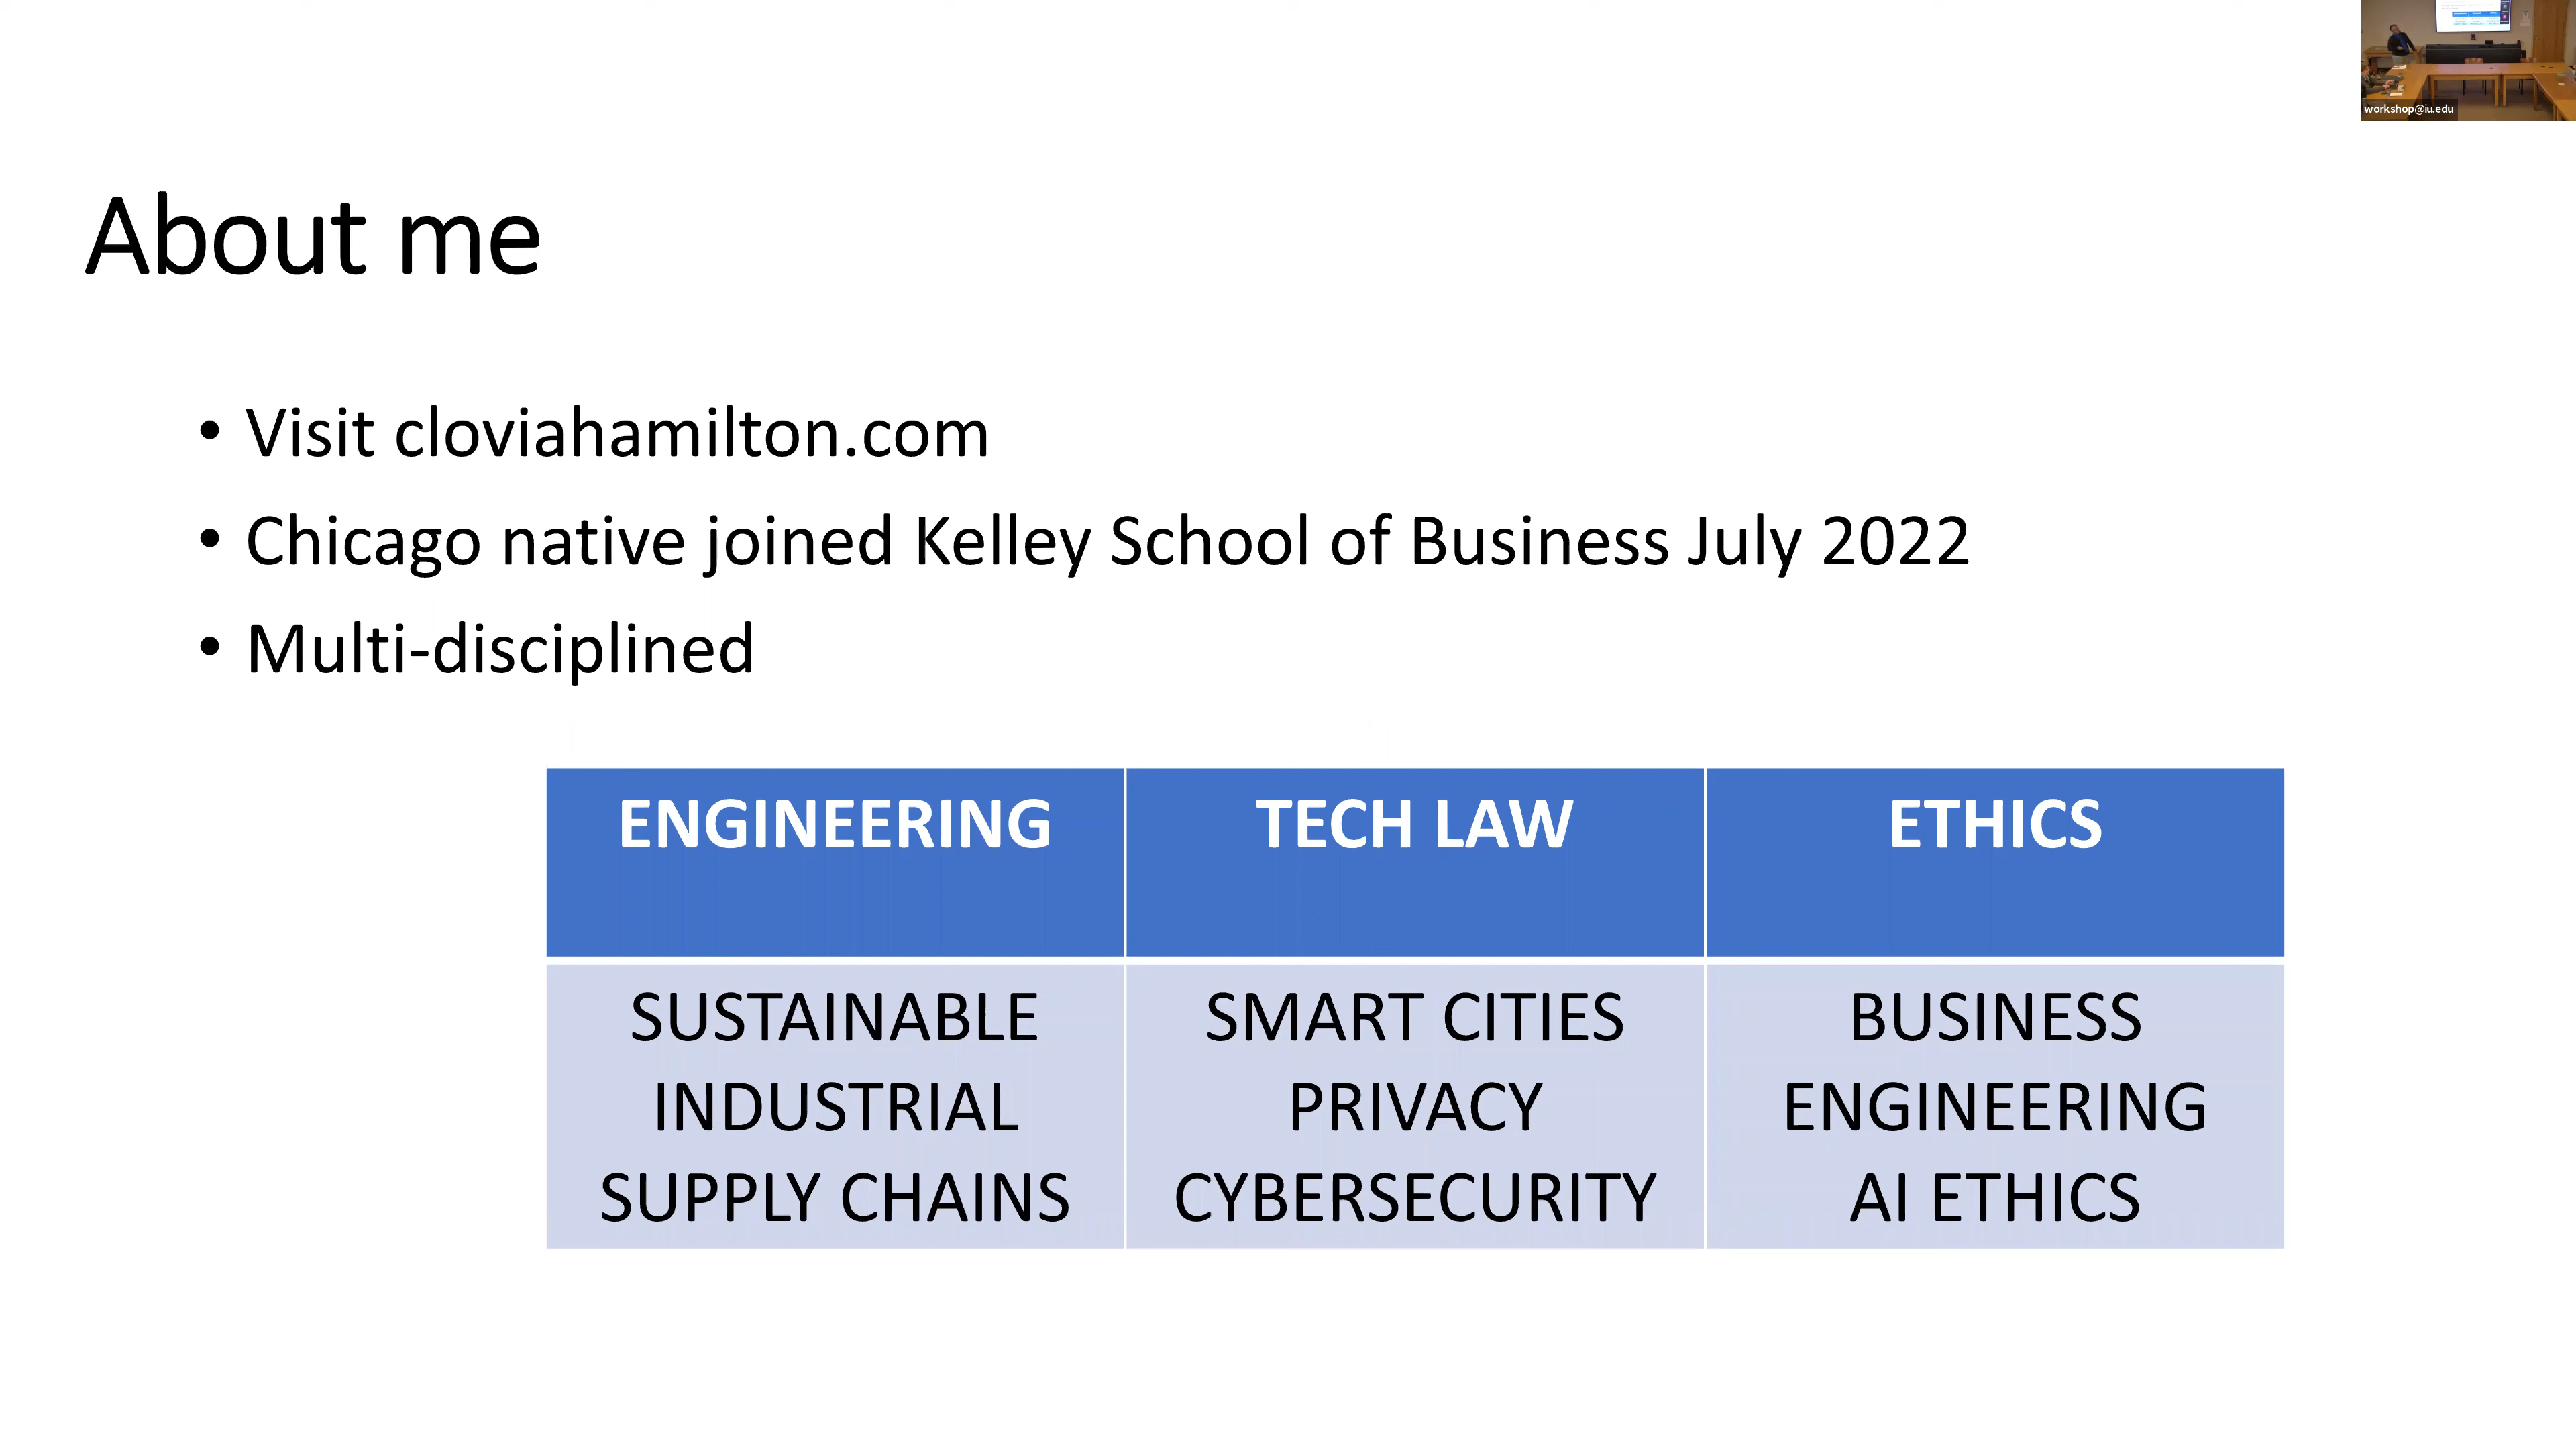 workshop@iu.edu
About me
• Visit cloviahamilton.com
• Chicago native joined Kelley School of Business July 2022
• Multi-disciplined
ENGINEERING TECH LAW ETHICS
SUSTAINABLE SMART CITIES BUSINESS
INDUSTRIAL PRIVACY ENGINEERING
SUPPLY CHAINS CYBERSECURITY AI ETHICS